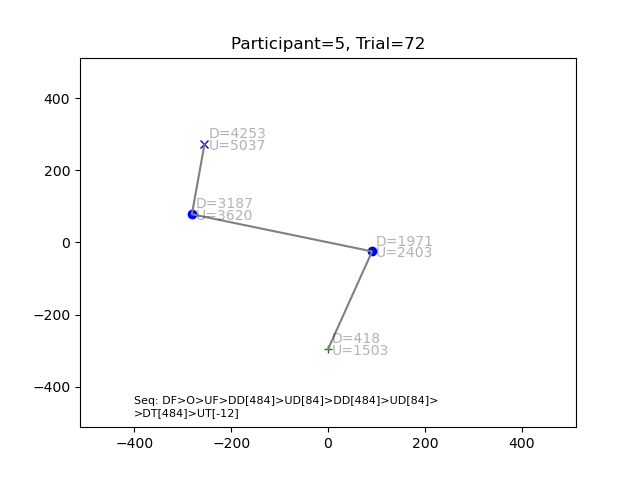 Participant=5, Trial=72
400
200
0
−200
−400
D=4253
U=5037
D=3187
U=3620
D=1971
U=2403
D=418
U=1503
Seq: DF>O>UF>DD[484]>UD[84]>DD[484]>UD[84]>
>DT[484]>UT[-12]
−400 −200 0 200 400